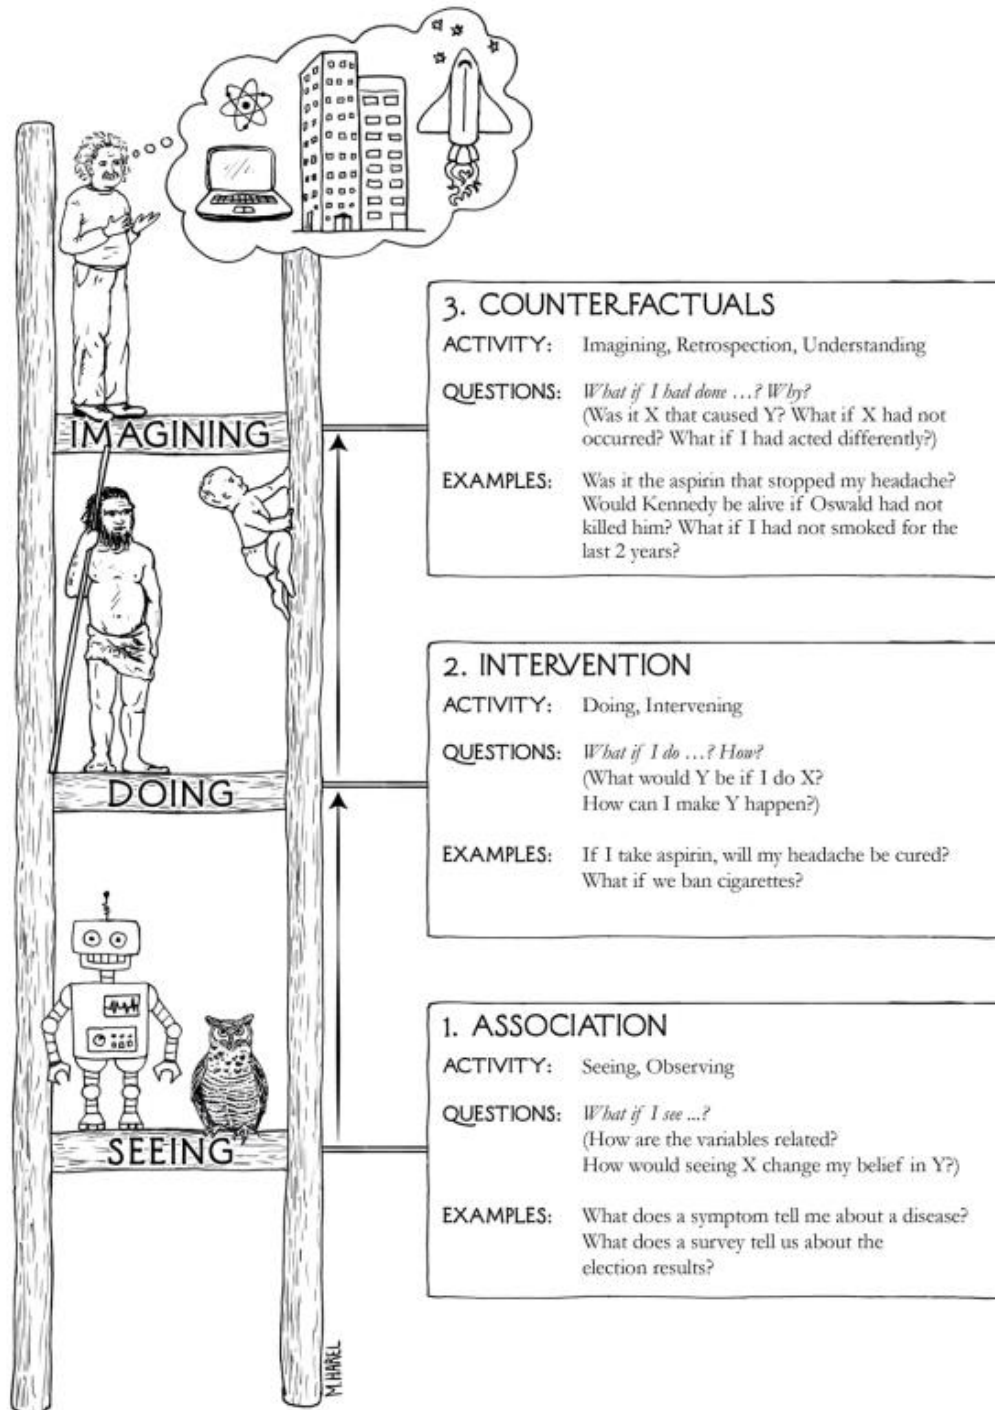 3. COUNTERFACTUALS
ACTIVITY: Imagining, Retrospection, Understanding
QUESTIONS: What if I had done …? Why?
(Was it X that caused Y? What if X had not
occurred? What if I had acted differently?)
EXAMPLES: Was it the aspirin that stopped my headache?
Would Kennedy be alive if Oswald had not
killed him? What if I had not smoked for the
last 2 years?
IMAGINING
2. INTERVENTION
ACTIVITY: Doing, Intervening
QUESTIONS: What if I do …? How?
(What would Y be if I do X?
How can I make Y happen?)
EXAMPLES: If I take aspirin, will my headache be cured?
What if we ban cigarettes?
DOING
1. ASSOCIATION
ACTIVITY: Seeing, Observing
QUESTIONS: What if I see ...?
(How are the variables related?
How would seeing X change my belief in Y?)
EXAMPLES: What does a symptom tell me about a disease?
What does a survey tell us about the
election results?
SEEING
M.HAREL